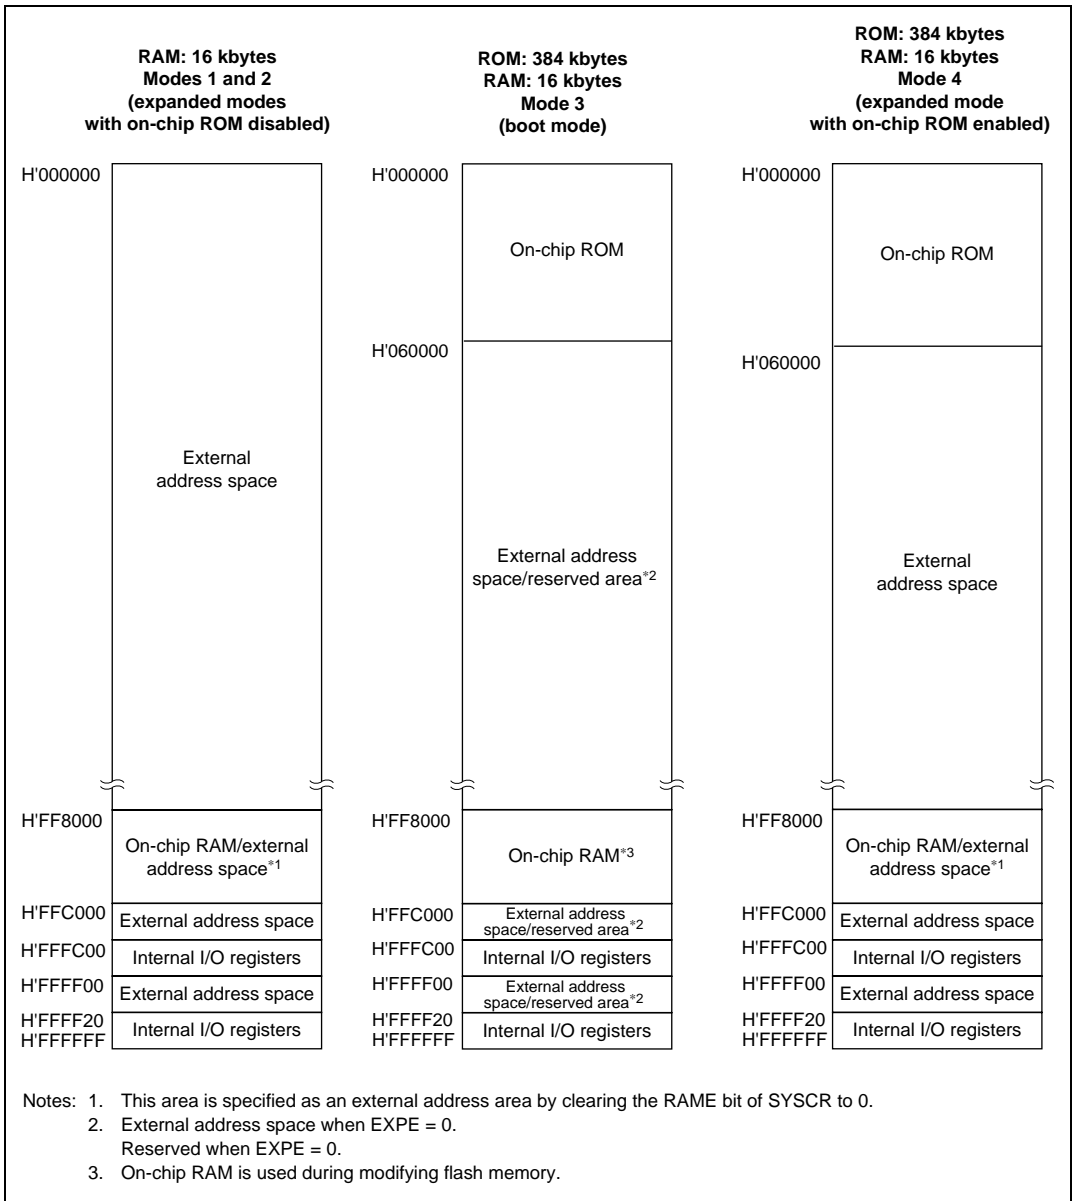 RAM: 16 kbytes
Modes 1 and 2
(expanded modes
with on-chip ROM disabled)
H'000000
External
address space
H'FF8000
On-chip RAM/external
address space*1
H'FFC000
External address space
H'FFFC00
Internal I/O registers
H'FFFF00
External address space
H'FFFF20
H'FFFFFF
Internal I/O registers
ROM: 384 kbytes
RAM: 16 kbytes
Mode 3
(boot mode)
H'000000
On-chip ROM
H'060000
External address
space/reserved area*2
H'FF8000
On-chip RAM*3
H'FFC000
External address
space/reserved area*2
H'FFFC00
Internal I/O registers
H'FFFF00
External address
space/reserved area*2
H'FFFF20
H'FFFFFF
Internal I/O registers
ROM: 384 kbytes
RAM: 16 kbytes
Mode 4
(expanded mode
with on-chip ROM enabled)
H'000000
On-chip ROM
H'060000
External
address space
H'FF8000
On-chip RAM/external
address space*1
H'FFC000
External address space
H'FFFC00
Internal I/O registers
H'FFFF00
External address space
H'FFFF20
H'FFFFFF
Internal I/O registers
Notes: 1. This area is specified as an external address area by clearing the RAME bit of SYSCR to 0.
2. External address space when EXPE = 0.
Reserved when EXPE = 0.
3. On-chip RAM is used during modifying flash memory.